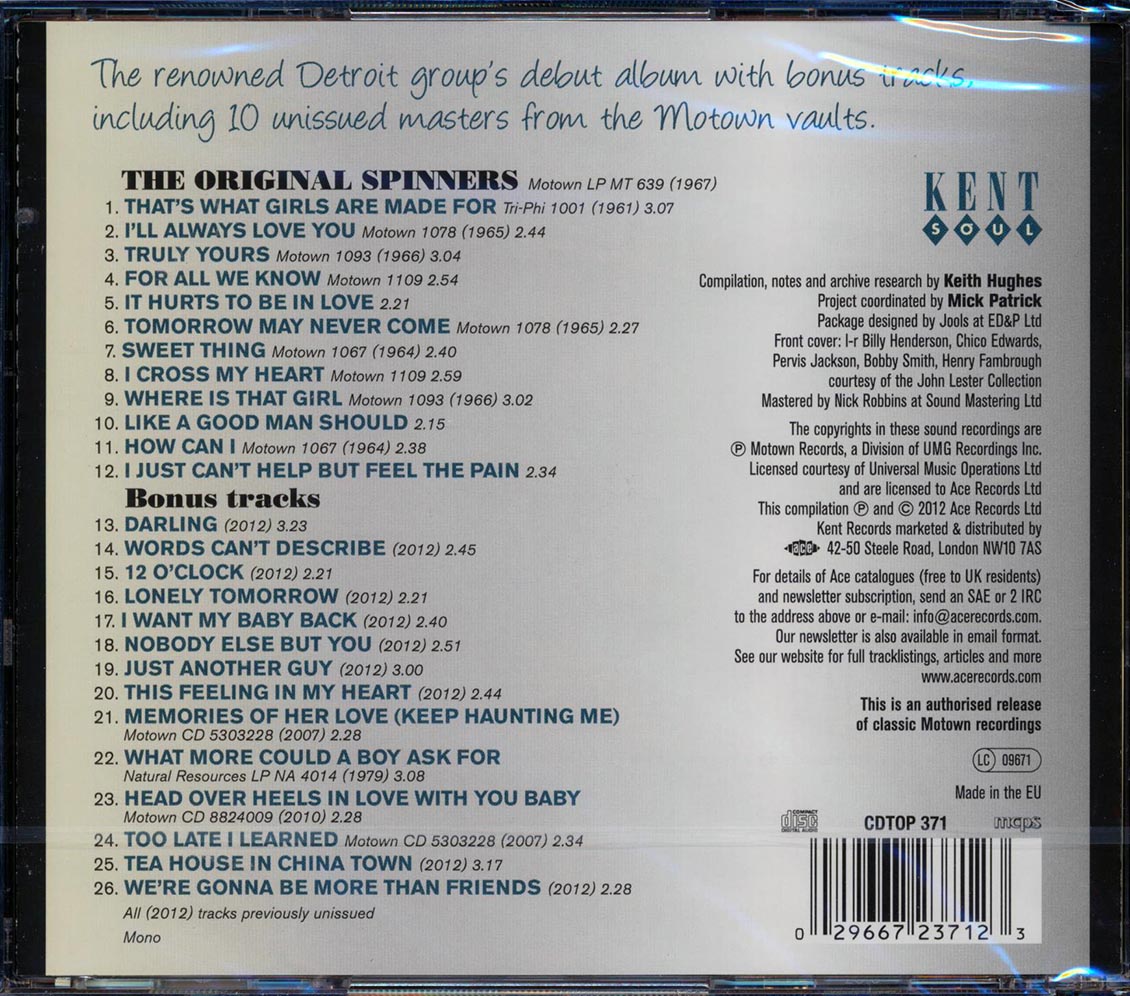 The renowned Detroit group's debut album with bonus tracks,
including 10 unissued masters from the Motown vaults.
THE ORIGINAL SPINNERS Motown LP MT 639 (1967)
1. THAT'S WHAT GIRLS ARE MADE FOR Tri-Phi 1001 (1961) 3.07
2. I'LL ALWAYS LOVE YOU Motown 1078 (1965) 2.44
3. TRULY YOURS Motown 1093 (1966) 3.04
4. FOR ALL WE KNOW Motown 1109 2.54
5. IT HURTS TO BE IN LOVE 2.21
6. TOMORROW MAY NEVER COME Motown 1078 (1965) 2.27
7. SWEET THING Motown 1067 (1964) 2.40
8. I CROSS MY HEART Motown 1109 2.59
9. WHERE IS THAT GIRL Motown 1093 (1966) 3.02
10. LIKE A GOOD MAN SHOULD 2.15
11. HOW CAN I Motown 1067 (1964) 2.38
12. I JUST CAN'T HELP BUT FEEL THE PAIN 2.34
Bonus tracks
13. DARLING (2012) 3.23
14. WORDS CAN'T DESCRIBE (2012) 2.45
15. 12 O'CLOCK (2012) 2.21
16. LONELY TOMORROW (2012) 2.21
17. I WANT MY BABY BACK (2012) 2.40
18. NOBODY ELSE BUT YOU (2012) 2.51
19. JUST ANOTHER GUY (2012) 3.00
20. THIS FEELING IN MY HEART (2012) 2.44
21. MEMORIES OF HER LOVE (KEEP HAUNTING ME)
Motown CD 5303228 (2007) 2.28
22. WHAT MORE COULD A BOY ASK FOR
Natural Resources LP NA 4014 (1979) 3.08
23. HEAD OVER HEELS IN LOVE WITH YOU BABY
Motown CD 8824009 (2010) 2.28
24. TOO LATE I LEARNED Motown CD 5303228 (2007) 2.34
25. TEA HOUSE IN CHINA TOWN (2012) 3.17
26. WE'RE GONNA BE MORE THAN FRIENDS (2012) 2.28
All (2012) tracks previously unissued
Mono
KENT
SOUL
Compilation, notes and archive research by Keith Hughes
Project coordinated by Mick Patrick
Package designed by Jools at ED&P Ltd
Front cover: l-r Billy Henderson, Chico Edwards,
Pervis Jackson, Bobby Smith, Henry Fambrough
courtesy of the John Lester Collection
Mastered by Nick Robbins at Sound Mastering Ltd
The copyrights in these sound recordings are
℗ Motown Records, a Division of UMG Recordings Inc.
Licensed courtesy of Universal Music Operations Ltd
and are licensed to Ace Records Ltd
This compilation ℗ and © 2012 Ace Records Ltd
Kent Records marketed & distributed by
ace 42-50 Steele Road, London NW10 7AS
For details of Ace catalogues (free to UK residents)
and newsletter subscription, send an SAE or 2 IRC
to the address above or e-mail: info@acerecords.com.
Our newsletter is also available in email format.
See our website for full tracklistings, articles and more
www.acerecords.com
This is an authorised release
of classic Motown recordings
LC 09671
Made in the EU
COMPACT disc DIGITAL AUDIO CDTOP 371 mcps
0 29667 23712 3